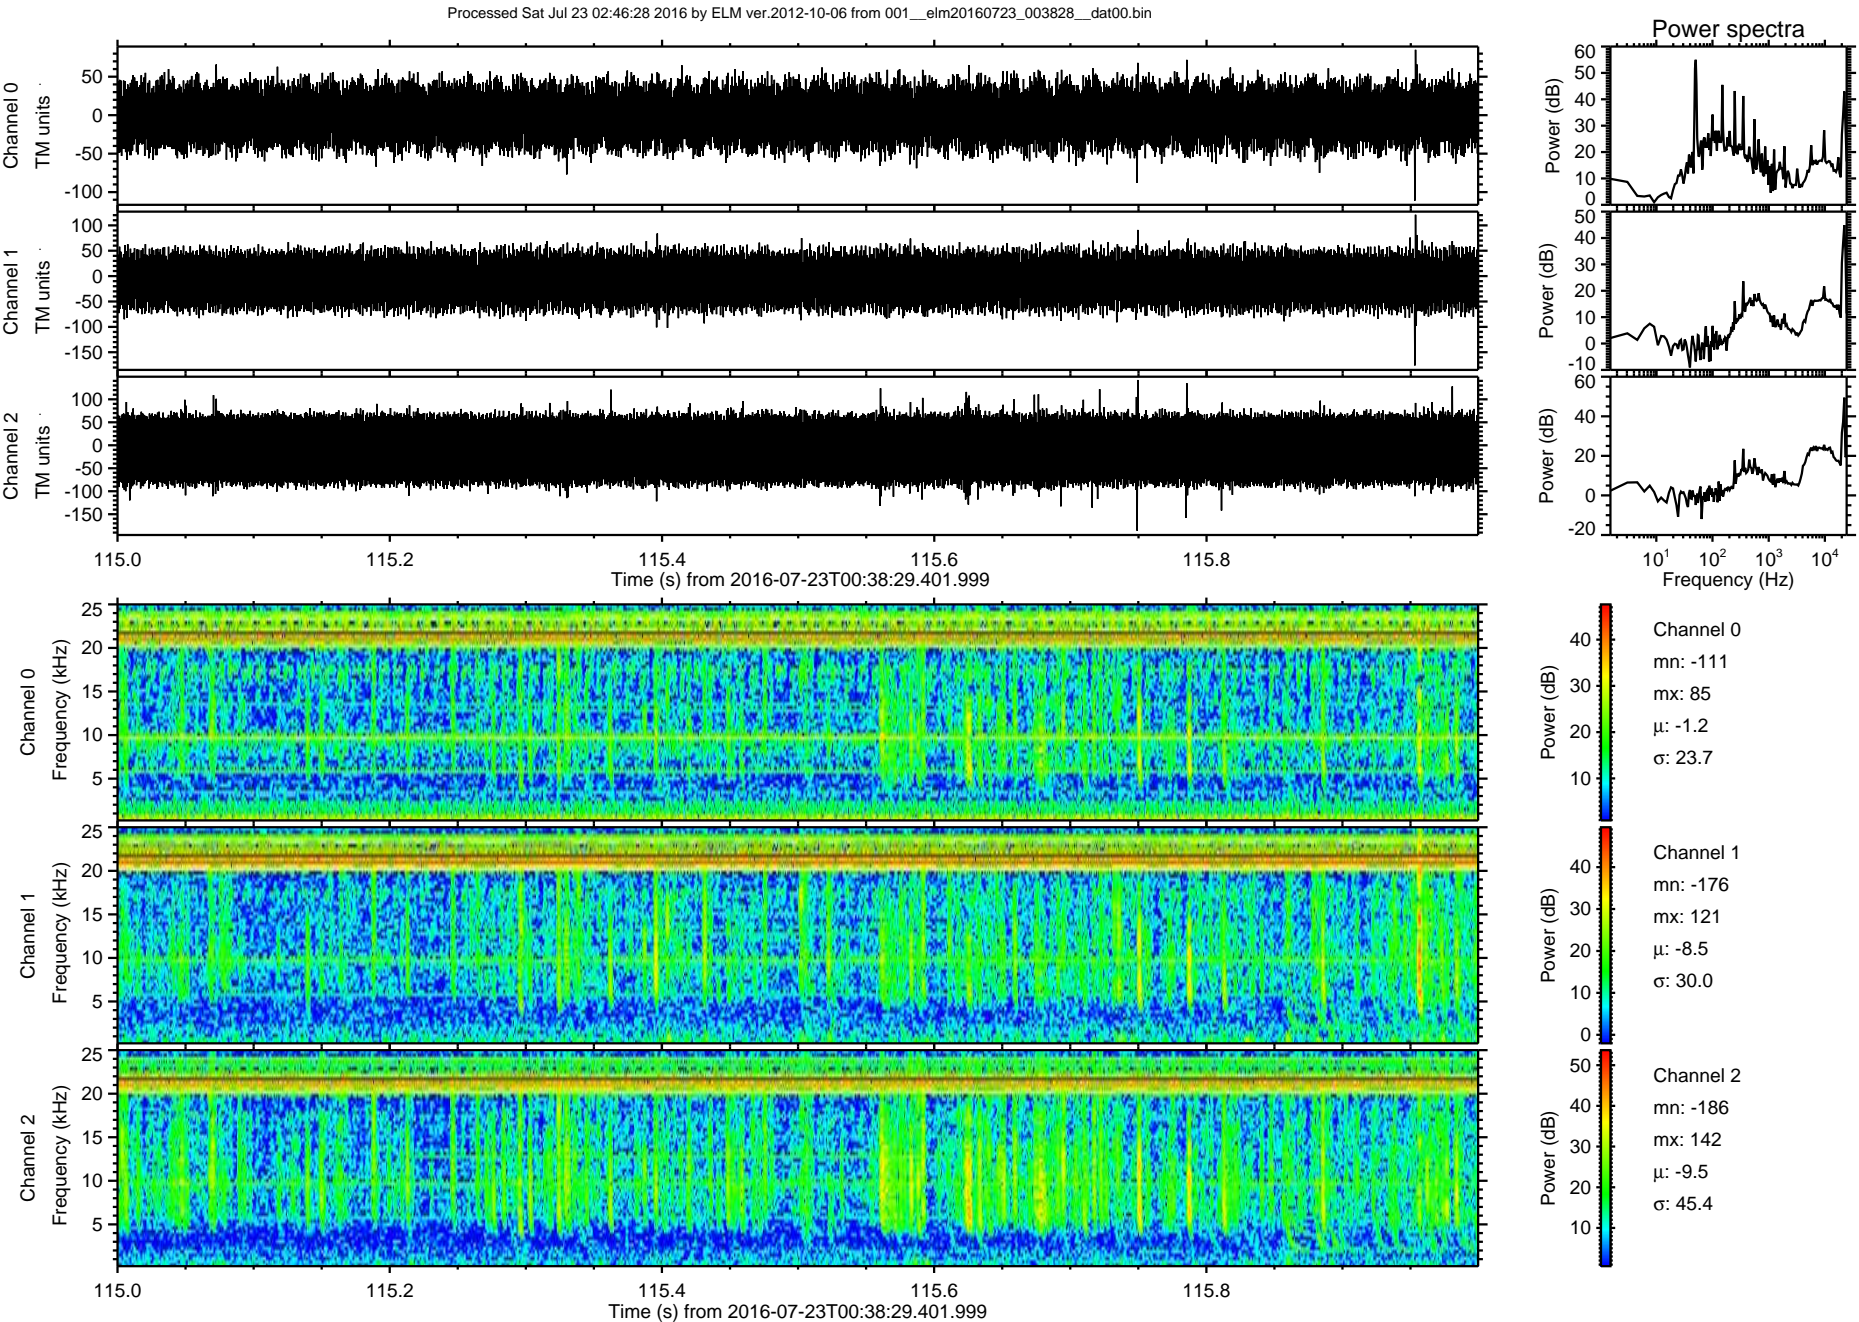 Processed Sat Jul 23 02:46:28 2016 by ELM ver.2012-10-06 from 001__elm20160723_003828__dat00.bin
Power spectra
Channel 0
TM units
50
0
-50
-100
Power (dB)
60
50
40
30
20
10
0
Channel 1
TM units
100
50
0
-50
-100
-150
Power (dB)
50
40
30
20
10
0
-10
Channel 2
TM units
100
50
0
-50
-100
-150
Power (dB)
60
40
20
0
-20
115.0 115.2 115.4 115.6 115.8
Time (s) from 2016-07-23T00:38:29.401.999
10^1 10^2 10^3 10^4
Frequency (Hz)
Channel 0
Frequency (kHz)
25
20
15
10
5
Power (dB)
40
30
20
10
Channel 0
mn: -111
mx: 85
μ: -1.2
σ: 23.7
Channel 1
Frequency (kHz)
25
20
15
10
5
Power (dB)
40
30
20
10
0
Channel 1
mn: -176
mx: 121
μ: -8.5
σ: 30.0
Channel 2
Frequency (kHz)
25
20
15
10
5
Power (dB)
50
40
30
20
10
Channel 2
mn: -186
mx: 142
μ: -9.5
σ: 45.4
115.0 115.2 115.4 115.6 115.8
Time (s) from 2016-07-23T00:38:29.401.999